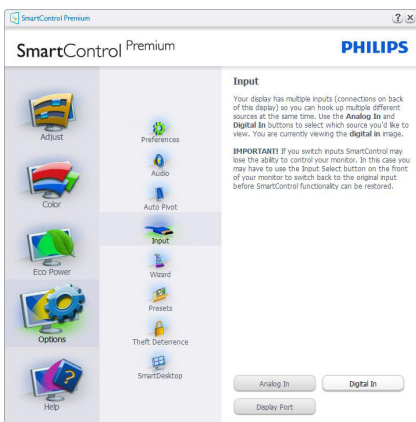 SmartControl Premium
SmartControl Premium
PHILIPS
Adjust
Color
Eco Power
Options
Help
Preferences
Audio
Auto Pivot
Input
Wizard
Presets
Theft Deterrence
SmartDesktop
Input
Your display has multiple inputs (connections on back
of this display) so you can hook up multiple different
sources at the same time. Use the Analog In and
Digital In buttons to select which source you'd like to
view. You are currently viewing the digital in image.
IMPORTANT! If you switch inputs SmartControl may
lose the ability to control your monitor. In this case you
may have to use the Input Select button on the front
of your monitor to switch back to the original input
before SmartControl functionality can be restored.
Analog In
Digital In
Display Port